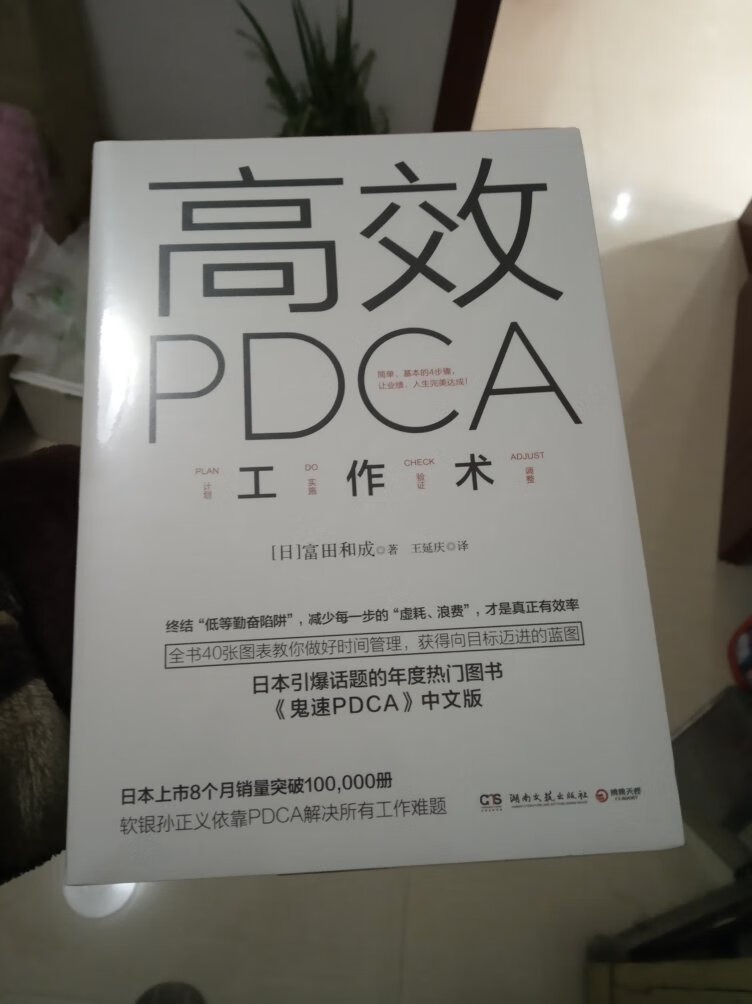 高效
PDCA
简单、基本的4步骤，
让业绩、人生完美达成！
PLAN
计划
工
DO
实施
作
CHECK
验证
术
ADJUST
调整
[日]富田和成◎著 王延庆◎译
终结“低等勤奋陷阱”，减少每一步的“虚耗、浪费”，才是真正有效率
全书40张图表教你做好时间管理，获得向目标迈进的蓝图
日本引爆话题的年度热门图书
《鬼速PDCA》中文版
日本上市8个月销量突破100,000册
软银孙正义依靠PDCA解决所有工作难题
湖南文艺出版社
博集天卷